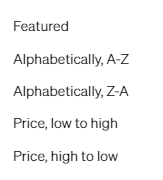 Featured
Alphabetically, A-Z
Alphabetically, Z-A
Price, low to high
Price, high to low